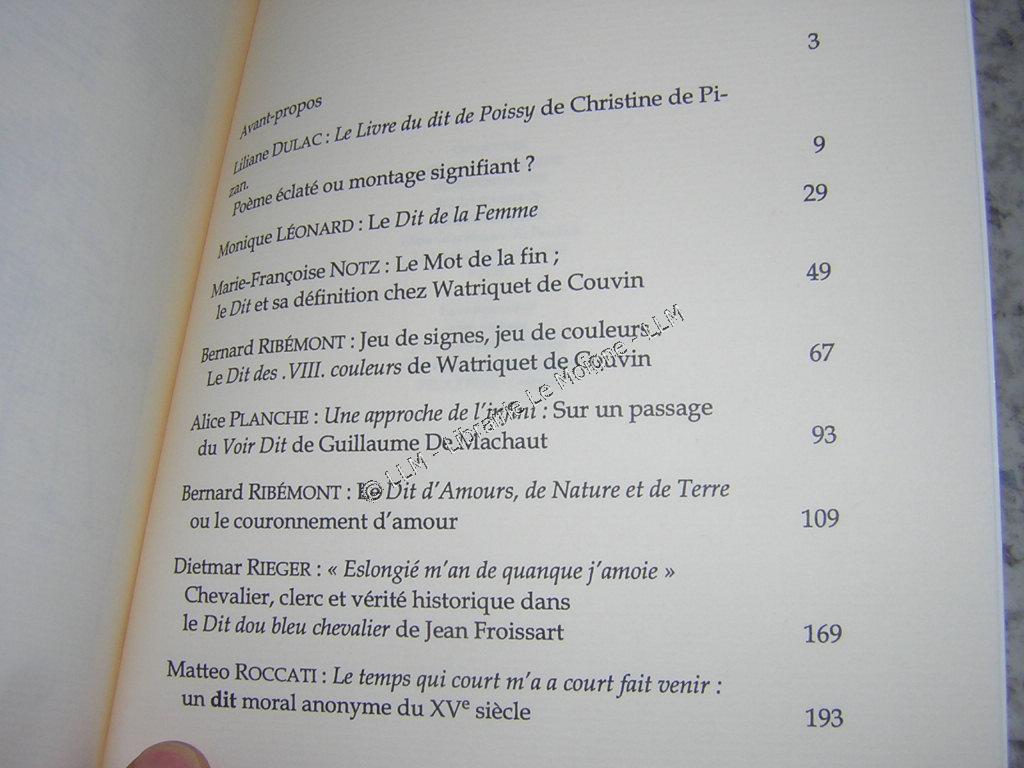 Avant-propos 3
Liliane DULAC : Le Livre du dit de Poissy de Christine de Pi-
zan.
Poème éclaté ou montage signifiant ? 9
Monique LÉONARD : Le Dit de la Femme 29
Marie-Françoise NOTZ : Le Mot de la fin ;
le Dit et sa définition chez Watriquet de Couvin 49
Bernard RIBÉMONT : Jeu de signes, jeu de couleurs.
Le Dit des .VIII. couleurs de Watriquet de Couvin 67
Alice PLANCHE : Une approche de l'infini : Sur un passage
du Voir Dit de Guillaume De Machaut 93
Bernard RIBÉMONT : Le Dit d'Amours, de Nature et de Terre
ou le couronnement d'amour 109
Dietmar RIEGER : « Eslongié m'an de quanque j'amoie »
Chevalier, clerc et vérité historique dans
le Dit dou bleu chevalier de Jean Froissart 169
Matteo ROCCATI : Le temps qui court m'a a court fait venir :
un dit moral anonyme du XVe siècle 193
© LLM - Librairie Le Moigne - LLM